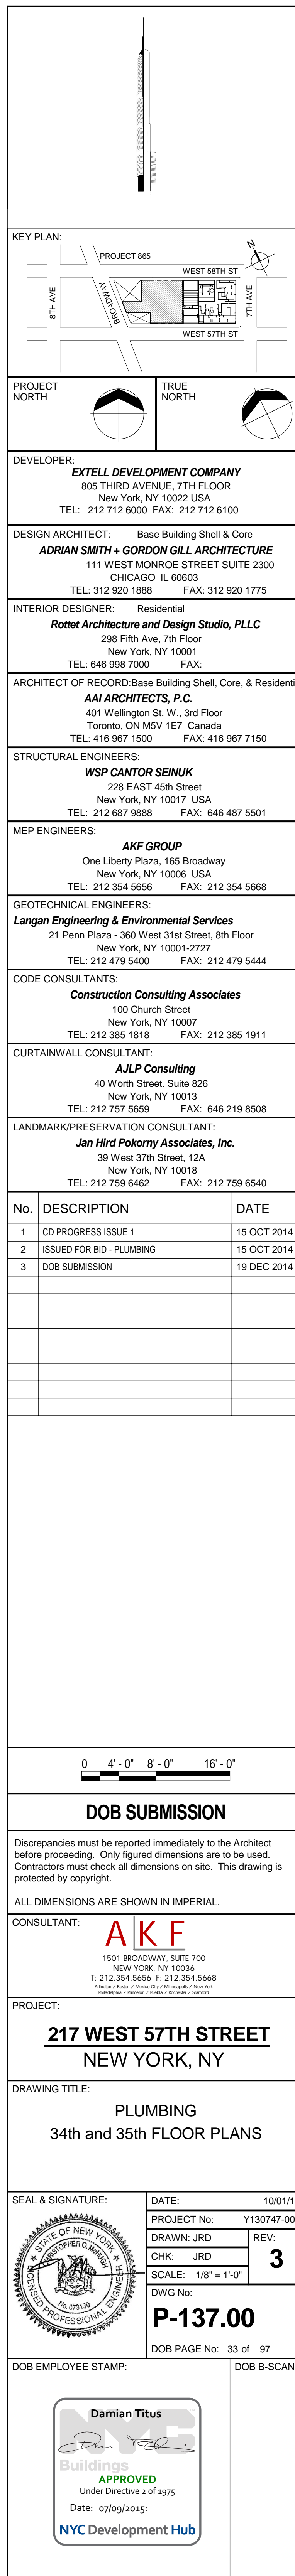 KEY PLAN:
N
PROJECT 865
WEST 58TH ST
8TH AVE
BROADWAY
7TH AVE
WEST 57TH ST
PROJECT NORTH
TRUE NORTH
DEVELOPER:
EXTELL DEVELOPMENT COMPANY
805 THIRD AVENUE, 7TH FLOOR
New York, NY 10022 USA
TEL: 212 712 6000 FAX: 212 712 6100
DESIGN ARCHITECT: Base Building Shell & Core
ADRIAN SMITH + GORDON GILL ARCHITECTURE
111 WEST MONROE STREET SUITE 2300
CHICAGO IL 60603
TEL: 312 920 1888 FAX: 312 920 1775
INTERIOR DESIGNER: Residential
Rottet Architecture and Design Studio, PLLC
298 Fifth Ave, 7th Floor
New York, NY 10001
TEL: 646 998 7000 FAX:
ARCHITECT OF RECORD:Base Building Shell, Core, & Residenti
AAI ARCHITECTS, P.C.
401 Wellington St. W., 3rd Floor
Toronto, ON M5V 1E7 Canada
TEL: 416 967 1500 FAX: 416 967 7150
STRUCTURAL ENGINEERS:
WSP CANTOR SEINUK
228 EAST 45th Street
New York, NY 10017 USA
TEL: 212 687 9888 FAX: 646 487 5501
MEP ENGINEERS:
AKF GROUP
One Liberty Plaza, 165 Broadway
New York, NY 10006 USA
TEL: 212 354 5656 FAX: 212 354 5668
GEOTECHNICAL ENGINEERS:
Langan Engineering & Environmental Services
21 Penn Plaza - 360 West 31st Street, 8th Floor
New York, NY 10001-2727
TEL: 212 479 5400 FAX: 212 479 5444
CODE CONSULTANTS:
Construction Consulting Associates
100 Church Street
New York, NY 10007
TEL: 212 385 1818 FAX: 212 385 1911
CURTAINWALL CONSULTANT:
AJLP Consulting
40 Worth Street. Suite 826
New York, NY 10013
TEL: 212 757 5659 FAX: 646 219 8508
LANDMARK/PRESERVATION CONSULTANT:
Jan Hird Pokorny Associates, Inc.
39 West 37th Street, 12A
New York, NY 10018
TEL: 212 759 6462 FAX: 212 759 6540
No. DESCRIPTION DATE
1 CD PROGRESS ISSUE 1 15 OCT 2014
2 ISSUED FOR BID - PLUMBING 15 OCT 2014
3 DOB SUBMISSION 19 DEC 2014
0 4' - 0" 8' - 0" 16' - 0"
DOB SUBMISSION
Discrepancies must be reported immediately to the Architect
before proceeding. Only figured dimensions are to be used.
Contractors must check all dimensions on site. This drawing is
protected by copyright.
ALL DIMENSIONS ARE SHOWN IN IMPERIAL.
CONSULTANT:
AKF
1501 BROADWAY, SUITE 700
NEW YORK, NY 10036
T: 212.354.5656 F: 212.354.5668
Arlington / Boston / Mexico City / Minneapolis / New York
Philadelphia / Princeton / Puebla / Rochester / Stamford
PROJECT:
217 WEST 57TH STREET
NEW YORK, NY
DRAWING TITLE:
PLUMBING
34th and 35th FLOOR PLANS
SEAL & SIGNATURE:
STATE OF NEW YORK
No. 073130
LICENSED PROFESSIONAL ENGINEER
DATE: 10/01/1
PROJECT No: Y130747-00
DRAWN: JRD
REV:
3
CHK: JRD
SCALE: 1/8" = 1'-0"
DWG No:
P-137.00
DOB PAGE No: 33 of 97
DOB EMPLOYEE STAMP:
DOB B-SCAN
Damian Titus
NYC
Buildings
APPROVED
Under Directive 2 of 1975
Date: 07/09/2015:
NYC Development Hub